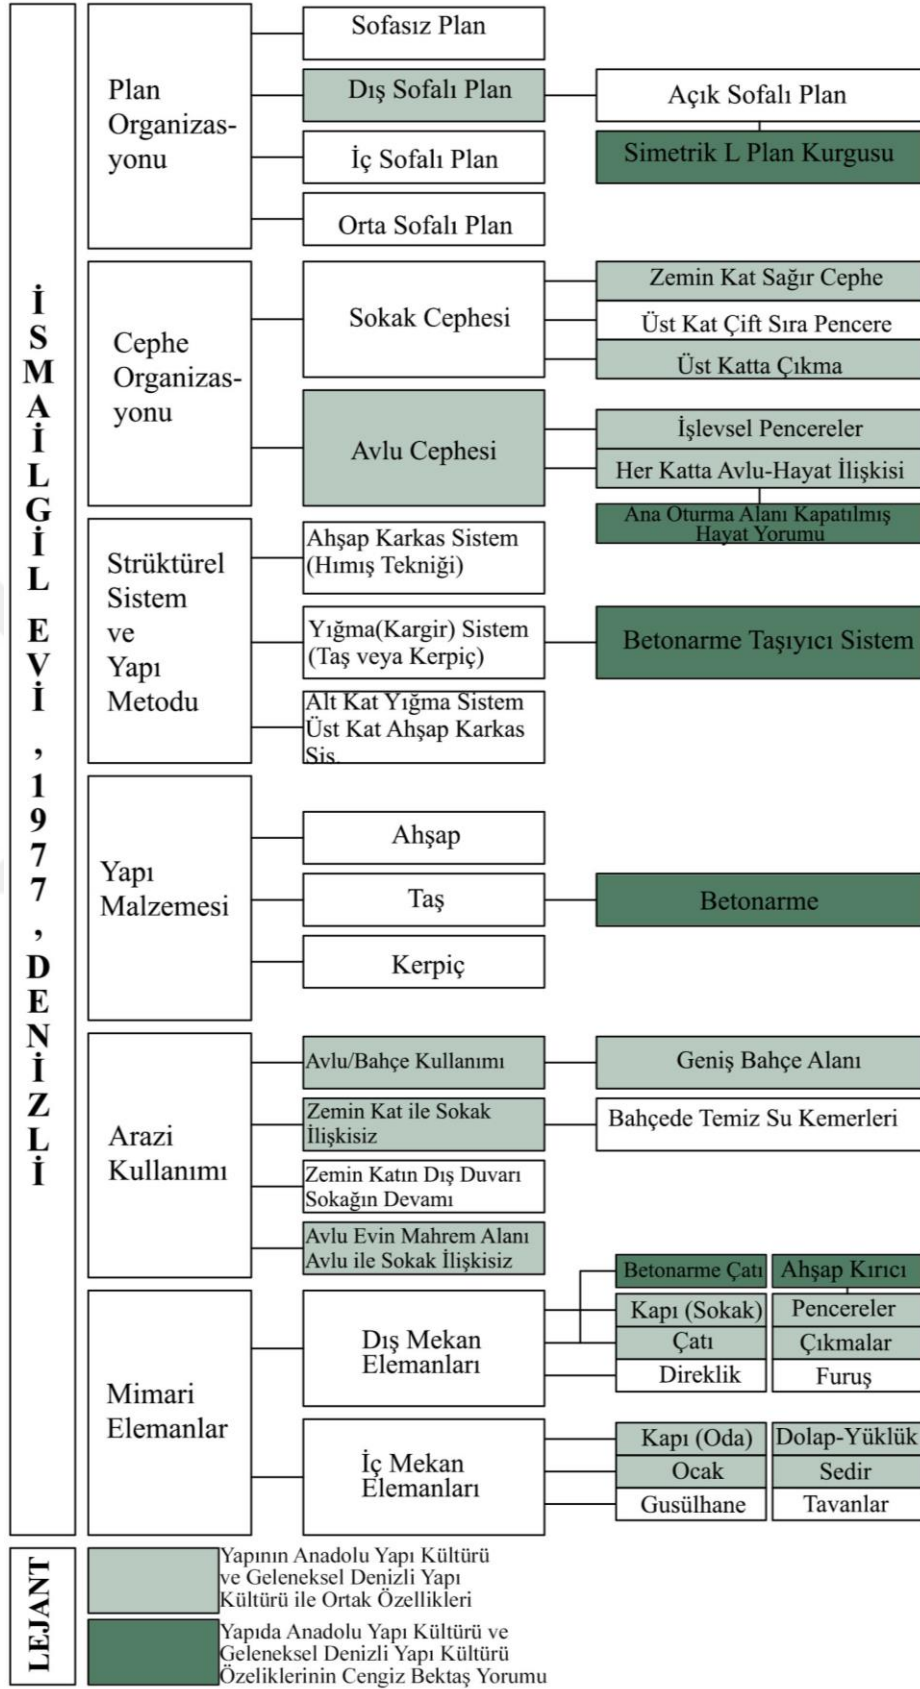 İSMAİLGİL EVİ, 1977, DENİZLİ
Plan
Organizas-
yonu
Sofasız Plan
Dış Sofalı Plan
Açık Sofalı Plan
Simetrik L Plan Kurgusu
İç Sofalı Plan
Orta Sofalı Plan
Cephe
Organizas-
yonu
Sokak Cephesi
Zemin Kat Sağır Cephe
Üst Kat Çift Sıra Pencere
Üst Katta Çıkma
Avlu Cephesi
İşlevsel Pencereler
Her Katta Avlu-Hayat İlişkisi
Ana Oturma Alanı Kapatılmış
Hayat Yorumu
Strüktürel
Sistem
ve
Yapı
Metodu
Ahşap Karkas Sistem
(Hımış Tekniği)
Yığma(Kargir) Sistem
(Taş veya Kerpiç)
Betonarme Taşıyıcı Sistem
Alt Kat Yığma Sistem
Üst Kat Ahşap Karkas
Sis.
Yapı
Malzemesi
Ahşap
Taş
Betonarme
Kerpiç
Arazi
Kullanımı
Avlu/Bahçe Kullanımı
Geniş Bahçe Alanı
Zemin Kat ile Sokak
İlişkisiz
Bahçede Temiz Su Kemerleri
Zemin Katın Dış Duvarı
Sokağın Devamı
Avlu Evin Mahrem Alanı
Avlu ile Sokak İlişkisiz
Mimari
Elemanlar
Dış Mekan
Elemanları
Betonarme Çatı
Ahşap Kırıcı
Kapı (Sokak)
Pencereler
Çatı
Çıkmalar
Direklik
Furuş
İç Mekan
Elemanları
Kapı (Oda)
Dolap-Yüklük
Ocak
Sedir
Gusülhane
Tavanlar
LEJANT
Yapının Anadolu Yapı Kültürü
ve Geleneksel Denizli Yapı
Kültürü ile Ortak Özellikleri
Yapıda Anadolu Yapı Kültürü ve
Geleneksel Denizli Yapı Kültürü
Özeliklerinin Cengiz Bektaş Yorumu